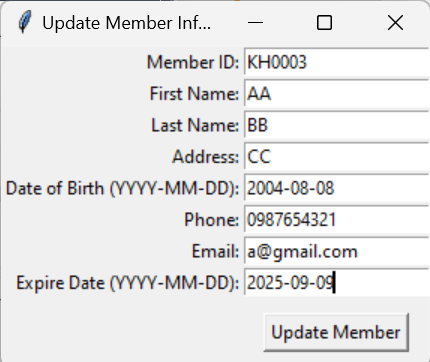 Update Member Inf...
Member ID: KH0003
First Name: AA
Last Name: BB
Address: CC
Date of Birth (YYYY-MM-DD): 2004-08-08
Phone: 0987654321
Email: a@gmail.com
Expire Date (YYYY-MM-DD): 2025-09-09
Update Member